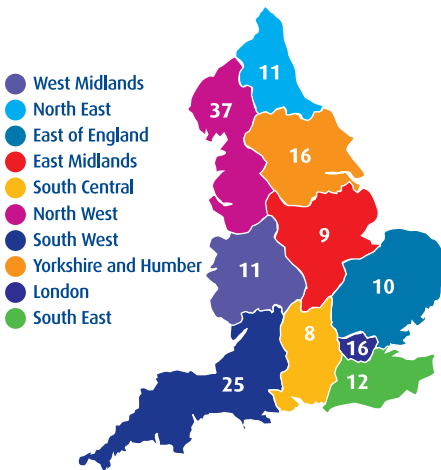 11
37
West Midlands
North East
East of England
East Midlands
South Central
North West
South West
Yorkshire and Humber
London
South East
16
9
11
10
8
16
25
12